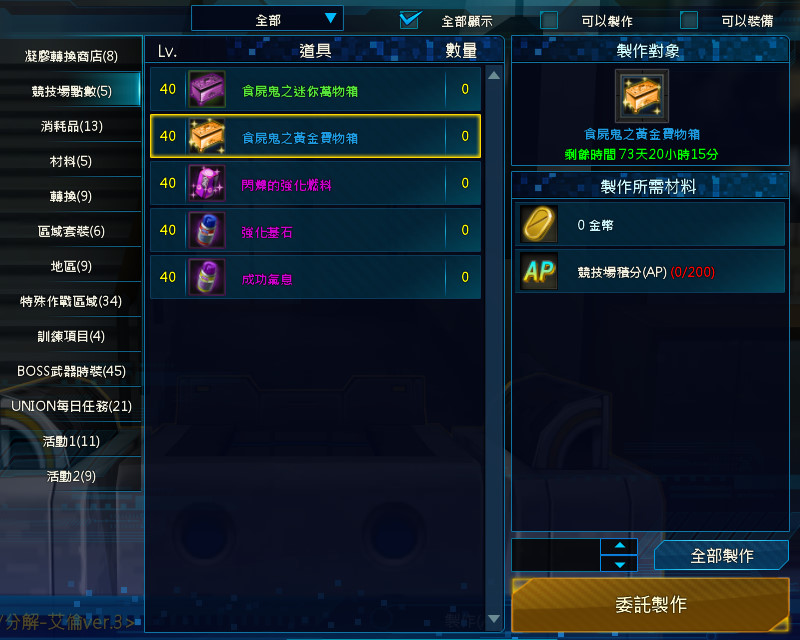 全部
全部顯示
可以製作
可以裝備
凝膠轉換商店(8)
競技場點數(5)
消耗品(13)
材料(5)
轉換(9)
區域套裝(6)
地區(9)
特殊作戰區域(34)
訓練項目(4)
BOSS武器時裝(45)
UNION每日任務(21)
活動1(11)
活動2(9)
/分解-艾倫ver.3>
Lv. 道具 數量
40 食屍鬼之迷你萬物箱 0
40 食屍鬼之黃金寶物箱 0
40 閃爍的強化燃料 0
40 強化基石 0
40 成功氣息 0
製作對象
食屍鬼之黃金寶物箱
剩餘時間 73天20小時15分
製作所需材料
0 金幣
AP 競技場積分(AP) (0/200)
全部製作
委託製作